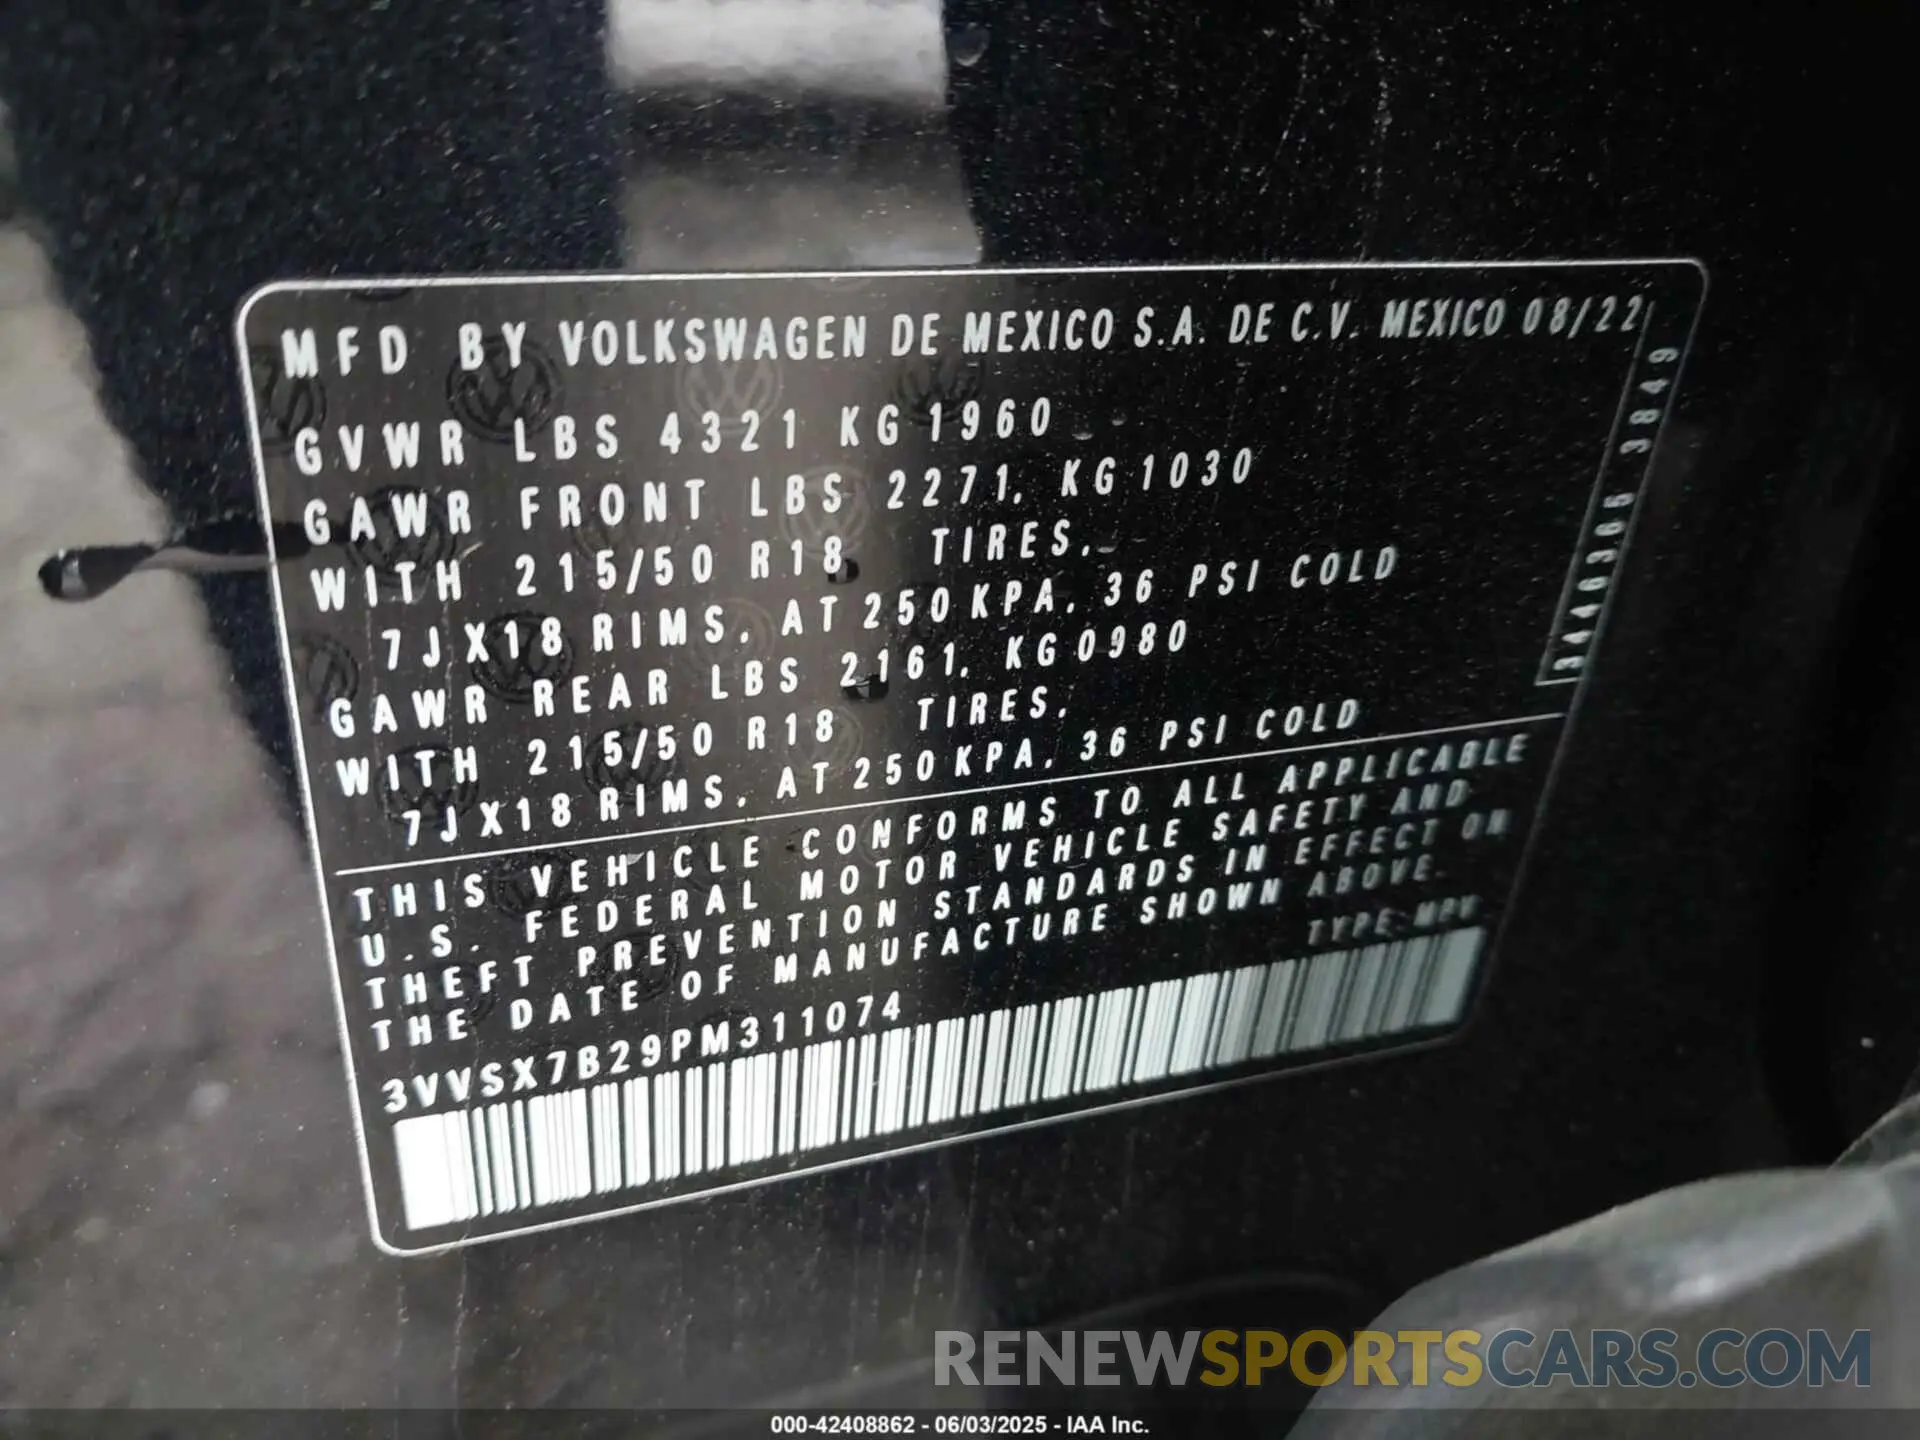 MFD BY VOLKSWAGEN DE MEXICO S.A. DE C.V. MEXICO 08/22
GVWR LBS 4321 KG 1960
GAWR FRONT LBS 2271. KG 1030
WITH 215/50 R18 TIRES.
7JX18 RIMS. AT 250 KPA. 36 PSI COLD
GAWR REAR LBS 2161. KG 0980
WITH 215/50 R18 TIRES.
7JX18 RIMS. AT 250 KPA. 36 PSI COLD
THIS VEHICLE CONFORMS TO ALL APPLICABLE
U.S. FEDERAL MOTOR VEHICLE SAFETY AND
THEFT PREVENTION STANDARDS IN EFFECT ON
THE DATE OF MANUFACTURE SHOWN ABOVE.
TYPE:MPV
3VVSX7B29PM311074
RENEWSPORTSCARS.COM
000-42408862 - 06/03/2025 - IAA Inc.